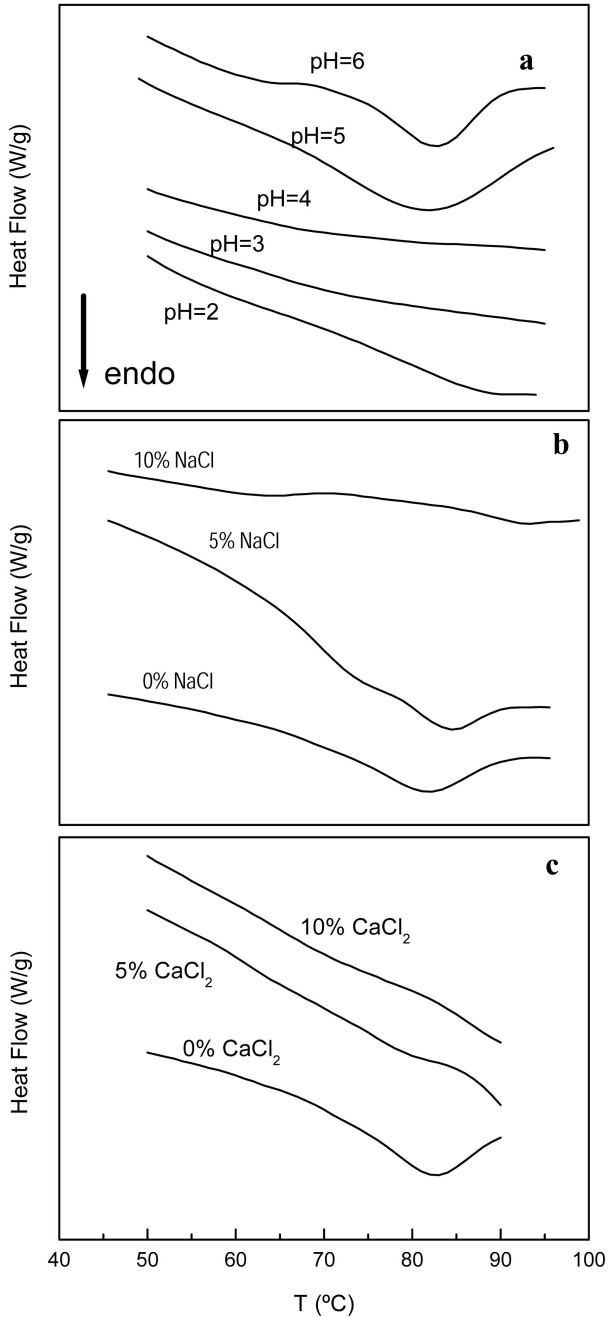 a
pH=6
pH=5
pH=4
pH=3
pH=2
endo
Heat Flow (W/g)
b
10% NaCl
5% NaCl
0% NaCl
Heat Flow (W/g)
c
10% CaCl₂
5% CaCl₂
0% CaCl₂
Heat Flow (W/g)
40 50 60 70 80 90 100
T (ºC)